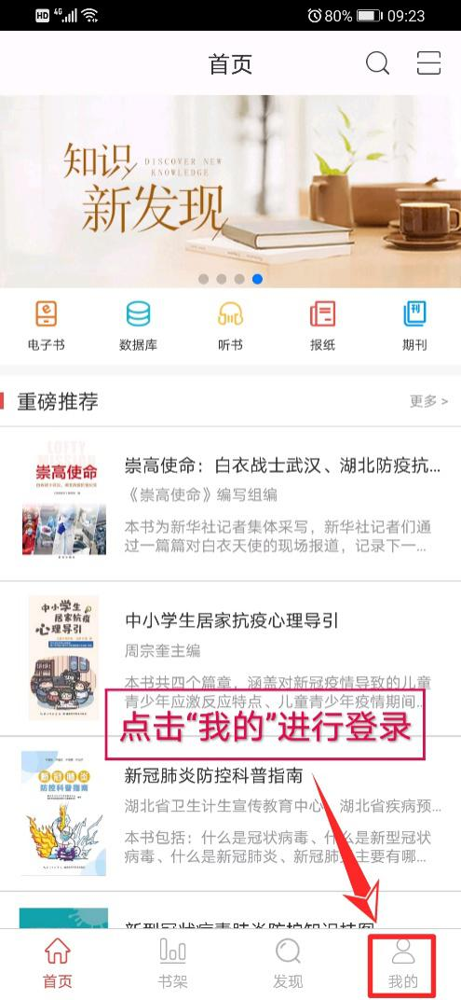 HD 4G 80% 09:23
首页
知识
DISCOVER NEW
KNOWLEDGE
新发现
电子书 数据库 听书 报纸 期刊
重磅推荐 更多 >
LOFTY
MISSION
崇高使命
崇高使命：白衣战士武汉、湖北防疫抗...
《崇高使命》编写组编
本书为新华社记者集体采写，新华社记者们通
过一篇篇对白衣天使的现场报道，记录下一...
中小学生
居家抗疫
心理导引
中小学生居家抗疫心理导引
周宗奎主编
本书共四个篇章，涵盖对新冠疫情导致的儿童
青少年应激反应特点、儿童青少年疫情期间...
点击“我的”进行登录
新冠肺炎
防控科普指南
新冠肺炎防控科普指南
湖北省卫生计生宣传教育中心、湖北省疾病预...
本书包括：什么是冠状病毒、什么是新型冠状
病毒、什么是新冠肺炎、新冠肺炎主要有哪...
新型冠状病毒肺炎防护知识挂图
首页 书架 发现 我的